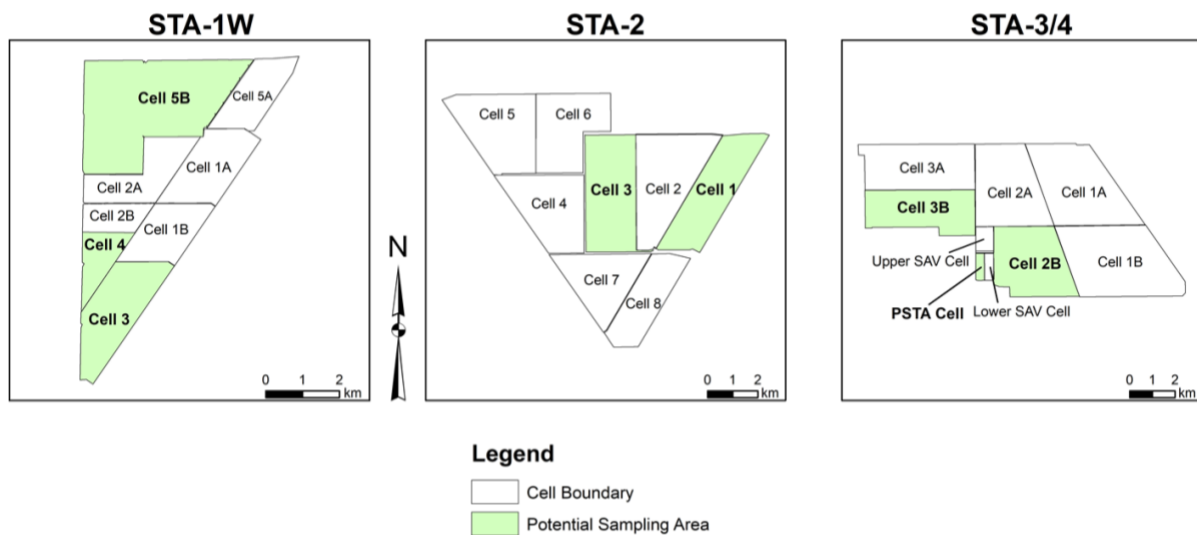 STA-1W
STA-2
STA-3/4
Cell 5B
Cell 5A
Cell 1A
Cell 2A
Cell 2B
Cell 1B
Cell 4
Cell 3
0 1 2
km
N
Cell 5
Cell 6
Cell 3
Cell 2
Cell 1
Cell 4
Cell 7
Cell 8
0 1 2
km
Cell 3A
Cell 2A
Cell 1A
Cell 3B
Upper SAV Cell
Cell 2B
Cell 1B
PSTA Cell
Lower SAV Cell
0 1 2
km
Legend
Cell Boundary
Potential Sampling Area